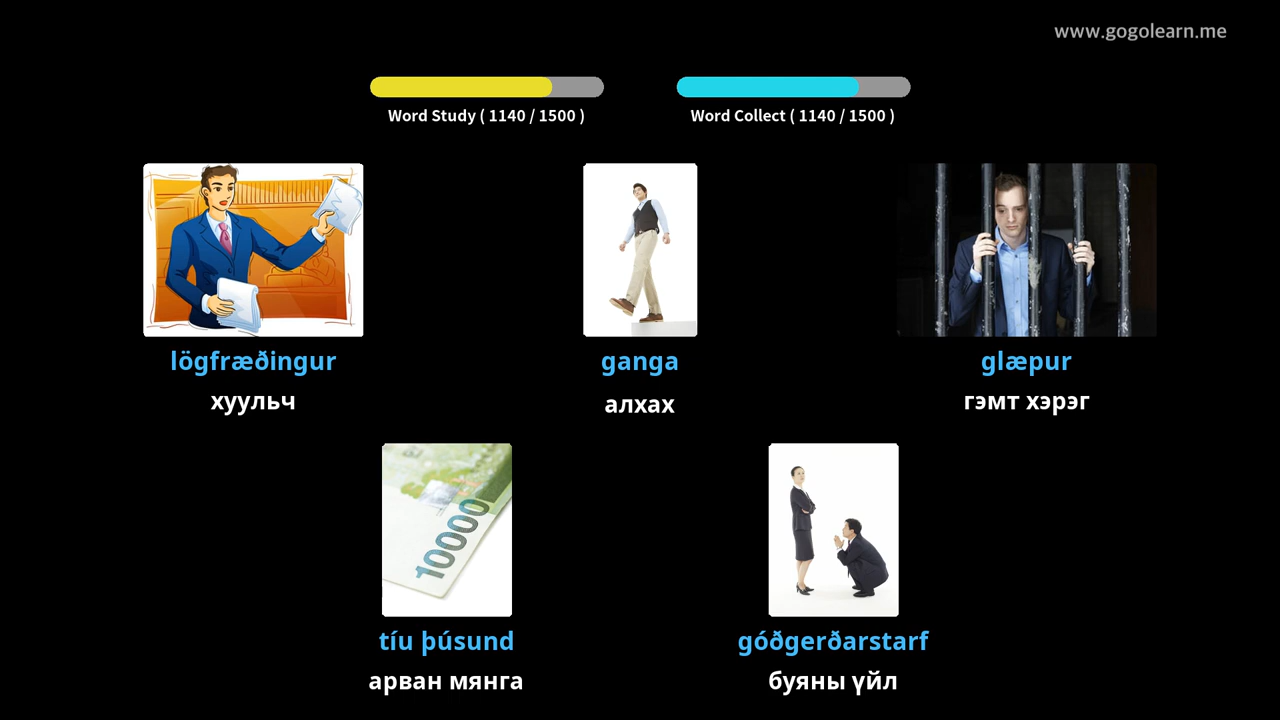 www.gogolearn.me
Word Study ( 1140 / 1500 )
Word Collect ( 1140 / 1500 )
lögfræðingur
хуульч
ganga
алхах
glæpur
гэмт хэрэг
10000
tíu þúsund
арван мянга
góðgerðarstarf
буяны үйл